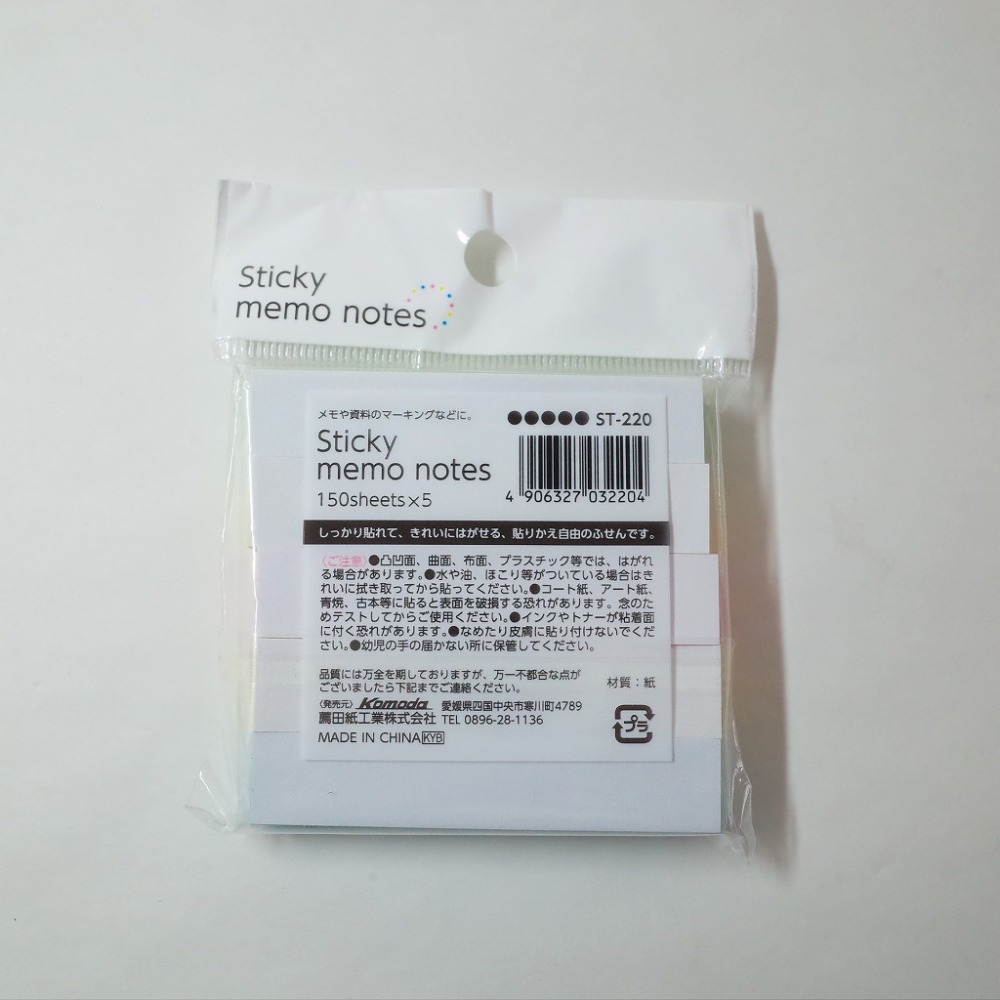 Sticky
memo notes
メモや資料のマーキングなどに。
●●●●● ST-220
Sticky
memo notes
150sheets×5
4 906327 032204
しっかり貼れて、きれいにはがせる、貼りかえ自由のふせんです。
〈ご注意〉●凸凹面、曲面、布面、プラスチック等では、はがれ
る場合があります。●水や油、ほこり等がついている場合はき
れいに拭き取ってから貼ってください。●コート紙、アート紙、
青焼、古本等に貼ると表面を破損する恐れがあります。念のた
めテストしてからご使用ください。●インクやトナーが粘着面
に付く恐れがあります。●なめたり皮膚に貼り付けないでくだ
さい。●幼児の手の届かない所に保管してください。
品質には万全を期しておりますが、万一不都合な点が
ございましたら下記までご連絡ください。
材質:紙
〈発売元〉 Komoda 愛媛県四国中央市寒川町4789
薦田紙工業株式会社 TEL 0896-28-1136
MADE IN CHINA KYB
プラ